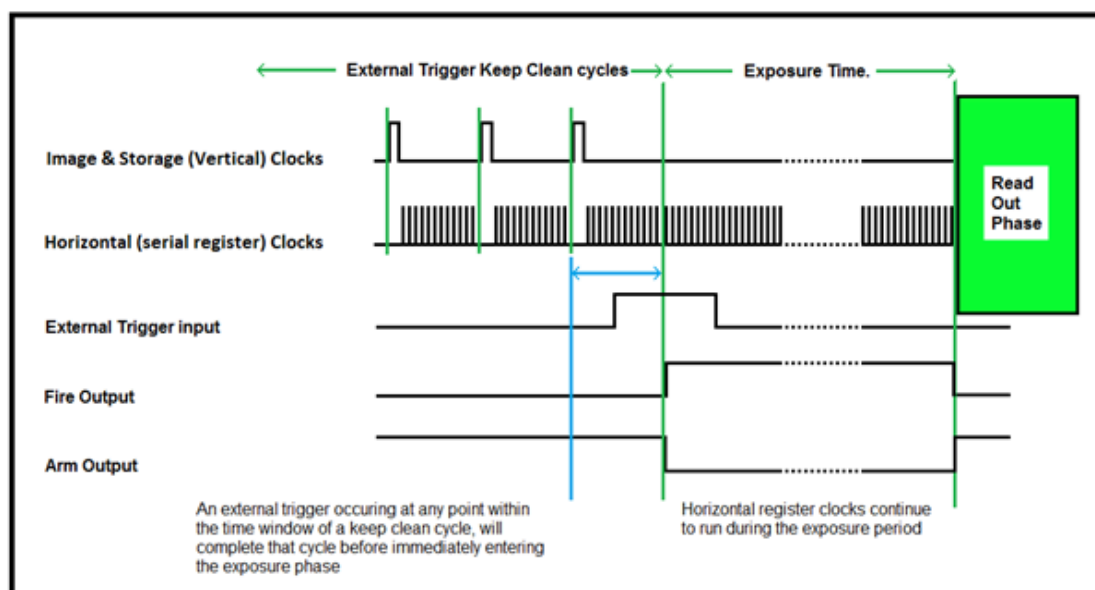 External Trigger Keep Clean cycles
Exposure Time.
Image & Storage (Vertical) Clocks
Read
Out
Phase
Horizontal (serial register) Clocks
External Trigger input
Fire Output
Arm Output
An external trigger occuring at any point within
the time window of a keep clean cycle, will
complete that cycle before immediately entering
the exposure phase
Horizontal register clocks continue
to run during the exposure period